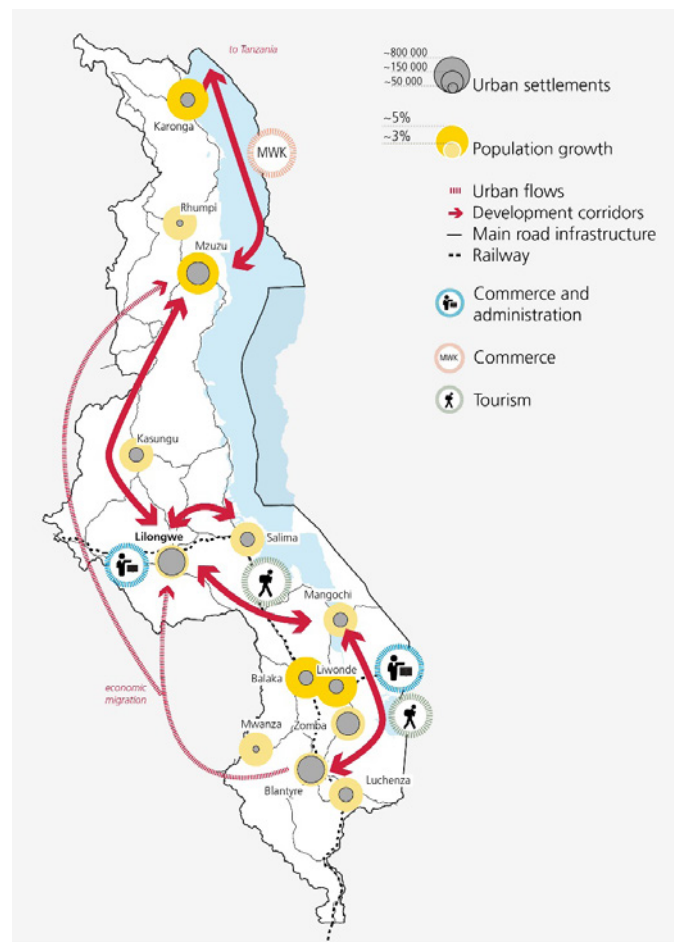 to Tanzania
Karonga
MWK
Rhumpi
Mzuzu
Kasungu
Lilongwe
Salima
Mangochi
economic
migration
Balaka
Liwonde
Mwanza
Zomba
Blantyre
Luchenza
~800 000
~150 000
~50 000
Urban settlements
~5%
~3%
Population growth
Urban flows
Development corridors
Main road infrastructure
Railway
Commerce and
administration
MWK
Commerce
Tourism